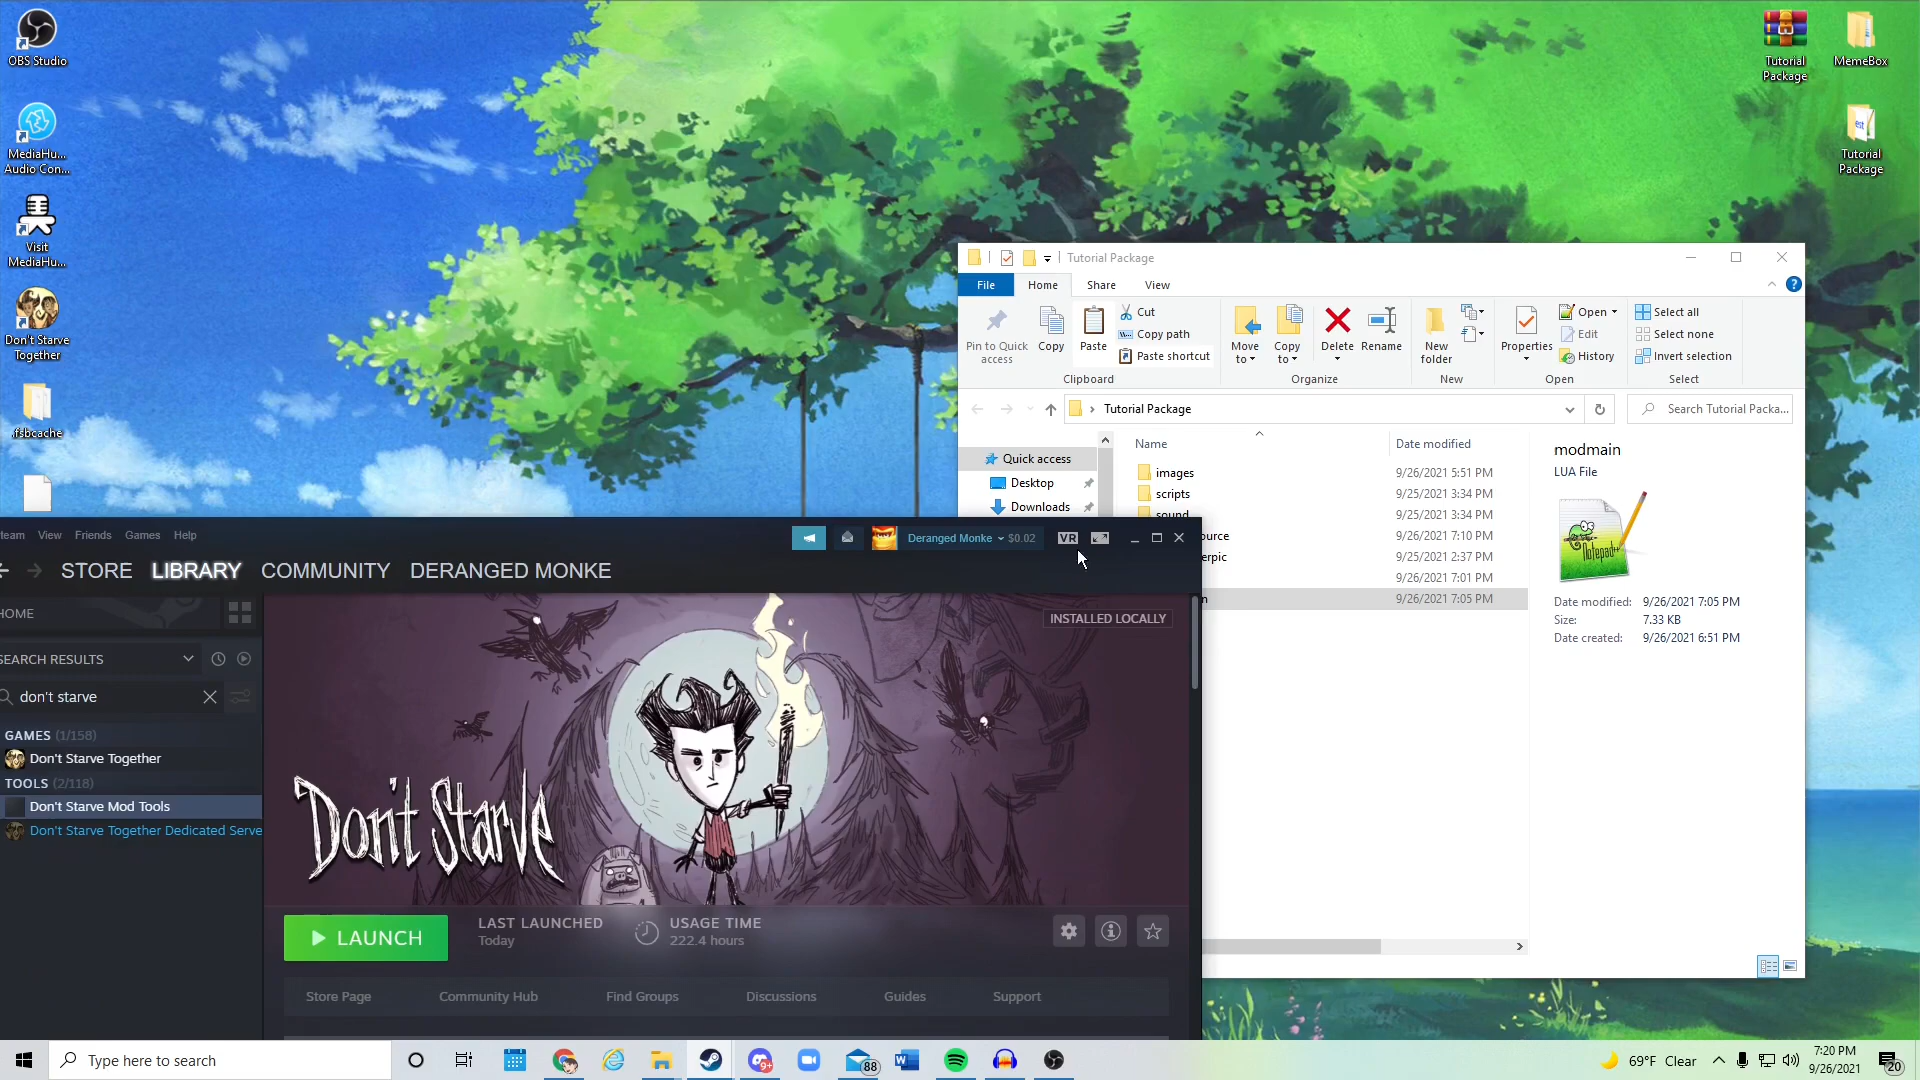 OBS Studio
MediaHu...
Audio Con...
Visit
MediaHu...
Don't Starve
Together
.fsbcache
Tutorial
Package
MemeBox
Tutorial
Package
Tutorial Package
File Home Share View
Pin to Quick
access
Copy
Paste
Cut
Copy path
Paste shortcut
Clipboard
Move
to
Copy
to
Delete
Rename
Organize
New
folder
New
Properties
Open
Edit
History
Open
Select all
Select none
Invert selection
Select
Tutorial Package
Search Tutorial Packa...
Quick access
Desktop
Downloads
Name Date modified
images 9/26/2021 5:51 PM
scripts 9/25/2021 3:34 PM
sound 9/25/2021 3:34 PM
ource 9/26/2021 7:10 PM
erpic 9/25/2021 2:37 PM
9/26/2021 7:01 PM
n 9/26/2021 7:05 PM
modmain
LUA File
Notepad++
Date modified: 9/26/2021 7:05 PM
Size: 7.33 KB
Date created: 9/26/2021 6:51 PM
team View Friends Games Help
Deranged Monke $0.02
VR
STORE LIBRARY COMMUNITY DERANGED MONKE
HOME
SEARCH RESULTS
don't starve
GAMES (1/158)
Don't Starve Together
TOOLS (2/118)
Don't Starve Mod Tools
Don't Starve Together Dedicated Serve
INSTALLED LOCALLY
Don't Starve
LAUNCH
LAST LAUNCHED
Today
USAGE TIME
222.4 hours
Store Page Community Hub Find Groups Discussions Guides Support
Type here to search
9+
88
69°F Clear
7:20 PM
9/26/2021
20